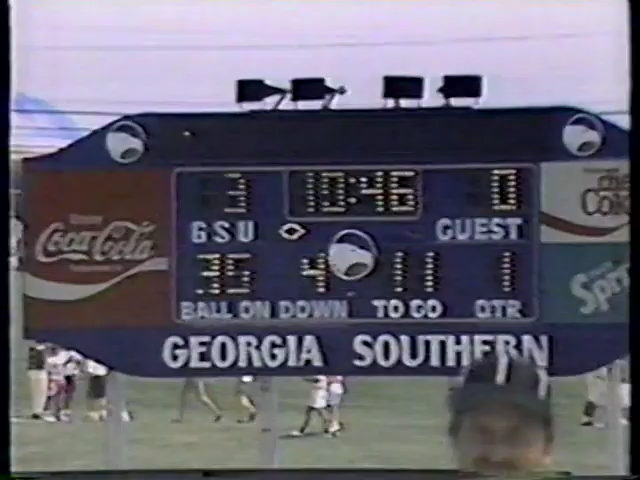 3 10:46 0
GSU GUEST
35 4 11 1
BALL ON DOWN TO GO QTR
Coca-Cola
Diet Coke
Sprite
GEORGIA SOUTHERN